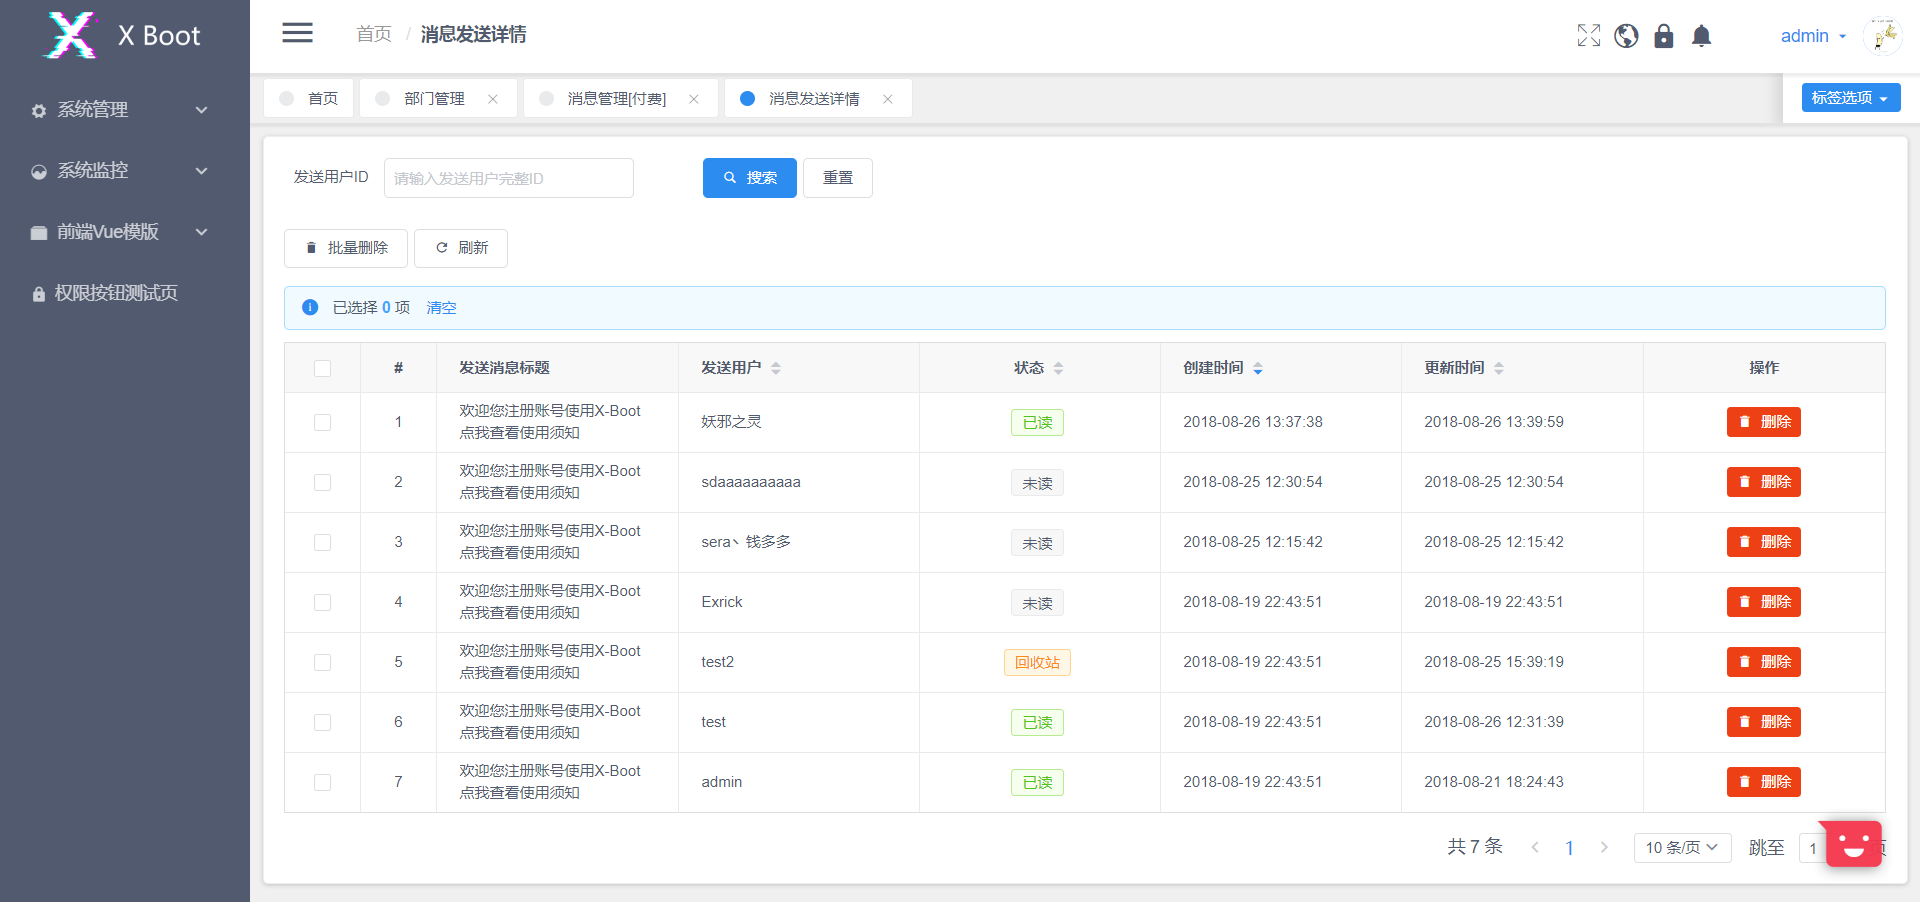 X Boot
首页 / 消息发送详情
admin
系统管理
系统监控
前端Vue模版
权限按钮测试页
首页
部门管理
消息管理[付费]
消息发送详情
标签选项
发送用户ID
请输入发送用户完整ID
搜索
重置
批量删除
刷新
已选择 0 项 清空
# 发送消息标题 发送用户 状态 创建时间 更新时间 操作
1 欢迎您注册账号使用X-Boot
点我查看使用须知 妖邪之灵 已读 2018-08-26 13:37:38 2018-08-26 13:39:59 删除
2 欢迎您注册账号使用X-Boot
点我查看使用须知 sdaaaaaaaaaa 未读 2018-08-25 12:30:54 2018-08-25 12:30:54 删除
3 欢迎您注册账号使用X-Boot
点我查看使用须知 sera丶钱多多 未读 2018-08-25 12:15:42 2018-08-25 12:15:42 删除
4 欢迎您注册账号使用X-Boot
点我查看使用须知 Exrick 未读 2018-08-19 22:43:51 2018-08-19 22:43:51 删除
5 欢迎您注册账号使用X-Boot
点我查看使用须知 test2 回收站 2018-08-19 22:43:51 2018-08-25 15:39:19 删除
6 欢迎您注册账号使用X-Boot
点我查看使用须知 test 已读 2018-08-19 22:43:51 2018-08-26 12:31:39 删除
7 欢迎您注册账号使用X-Boot
点我查看使用须知 admin 已读 2018-08-19 22:43:51 2018-08-21 18:24:43 删除
共 7 条 1 10 条/页 跳至 1 页